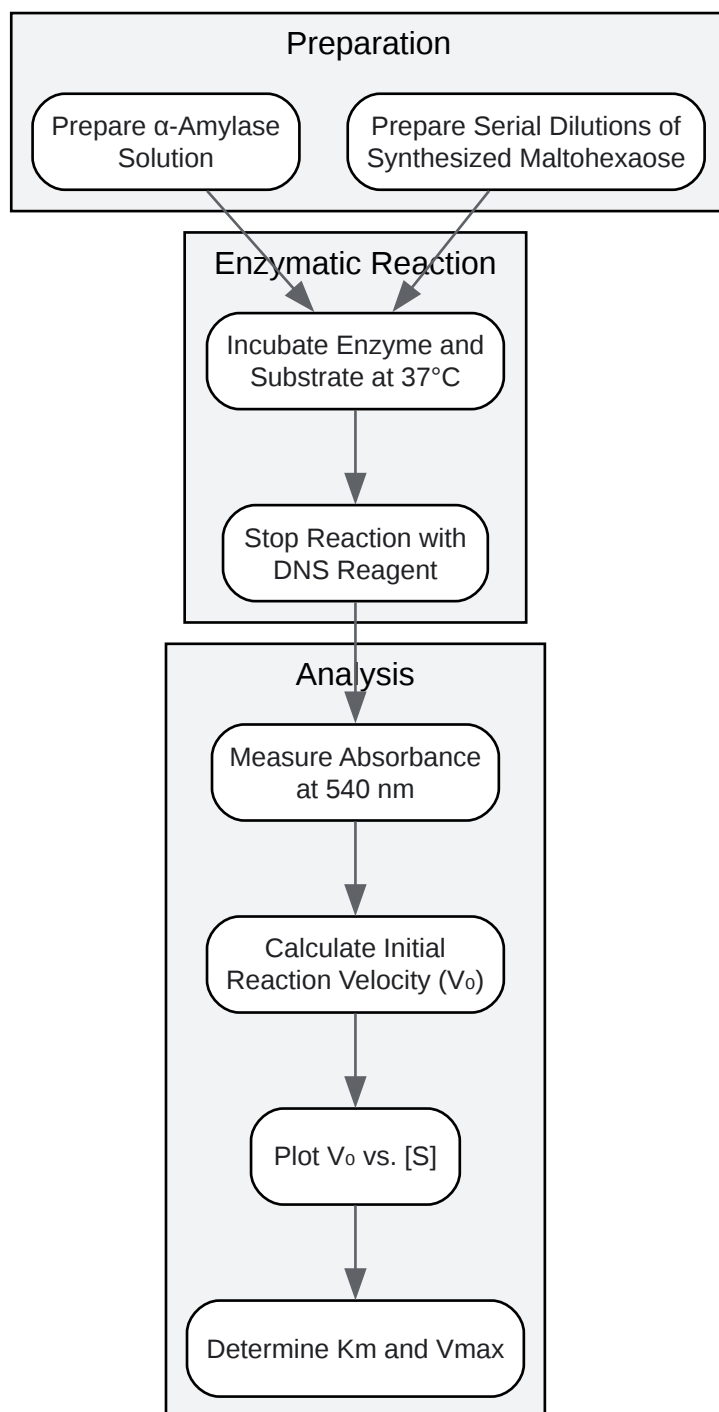 Preparation
Prepare α-Amylase
Solution
Prepare Serial Dilutions of
Synthesized Maltohexaose
Enzymatic Reaction
Incubate Enzyme and
Substrate at 37°C
Stop Reaction with
DNS Reagent
Analysis
Measure Absorbance
at 540 nm
Calculate Initial
Reaction Velocity (V₀)
Plot V₀ vs. [S]
Determine Km and Vmax